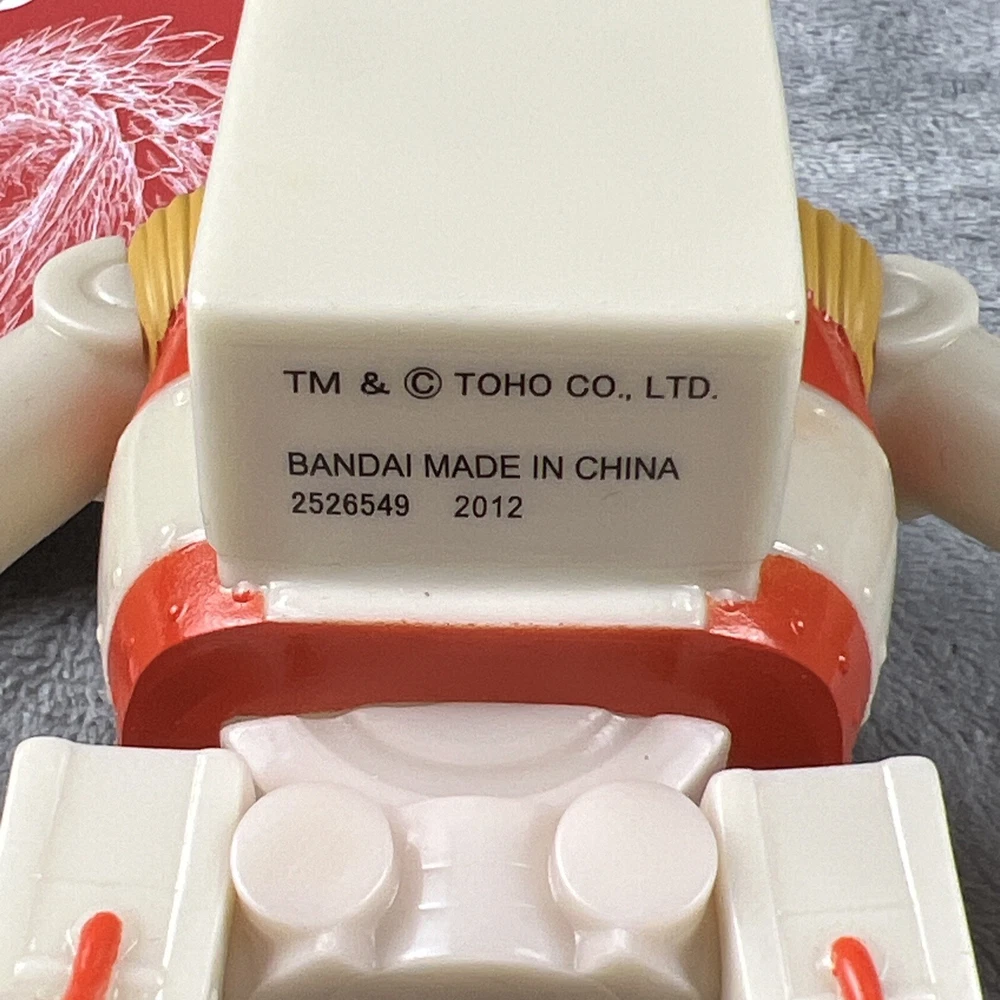 TM & © TOHO CO., LTD.
BANDAI MADE IN CHINA
2526549 2012